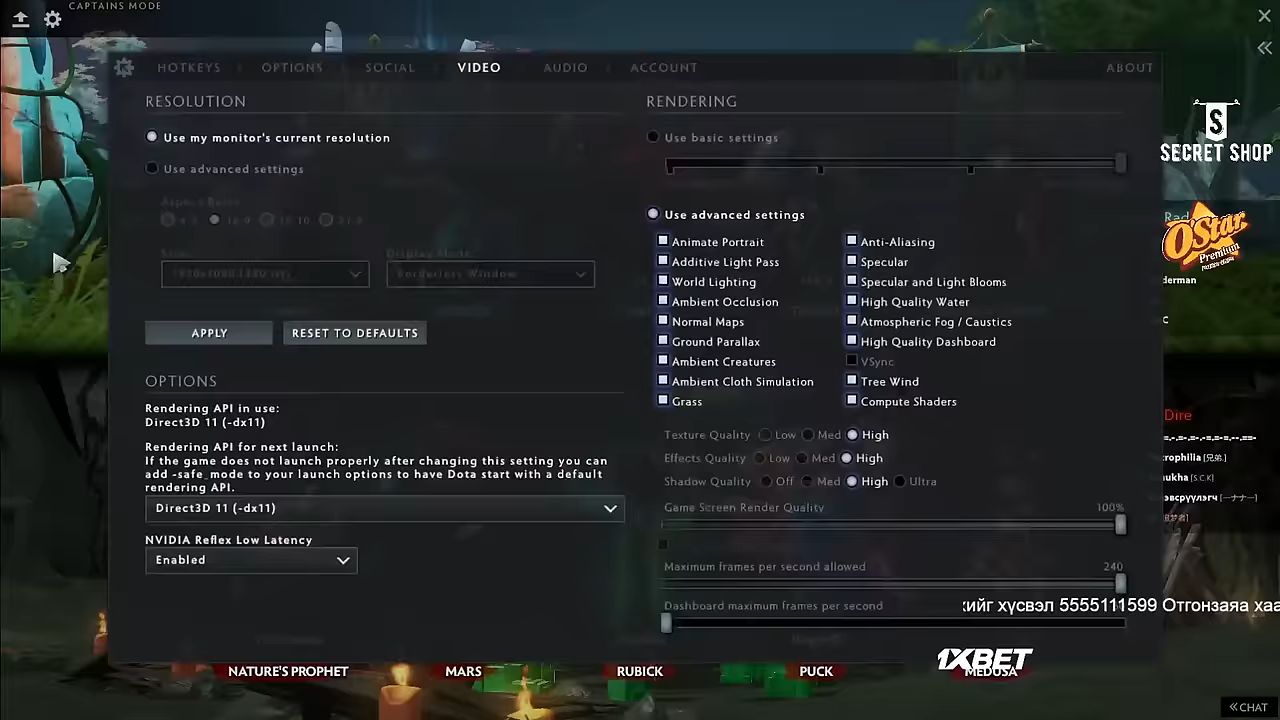 CAPTAINS MODE
HOTKEYS
OPTIONS
SOCIAL
VIDEO
AUDIO
ACCOUNT
ABOUT
RESOLUTION
Use my monitor's current resolution
Use advanced settings
APPLY
RESET TO DEFAULTS
OPTIONS
Rendering API in use:
Direct3D 11 (-dx11)
Rendering API for next launch:
If the game does not launch properly after changing this setting you can
add -safe_mode to your launch options to have Dota start with a default
rendering API.
Direct3D 11 (-dx11)
NVIDIA Reflex Low Latency
Enabled
RENDERING
Use basic settings
Use advanced settings
Animate Portrait
Anti-Aliasing
Additive Light Pass
Specular
World Lighting
Specular and Light Blooms
Ambient Occlusion
High Quality Water
Normal Maps
Atmospheric Fog / Caustics
Ground Parallax
High Quality Dashboard
Ambient Creatures
VSync
Ambient Cloth Simulation
Tree Wind
Grass
Compute Shaders
Texture Quality Low Med High
Effects Quality Low Med High
Shadow Quality Off Med High Ultra
Game Screen Render Quality 100%
Maximum frames per second allowed 240
Dashboard maximum frames per second
S
SECRET SHOP
Rad
O'Star
Premium
derman
Dire
rophilla [兄弟.]
ukha [S.C.K]
хүсвэл 5555111599 Отгонзаяа хаа
NATURE'S PROPHET
MARS
RUBICK
PUCK
1XBET
MEDUSA
CHAT